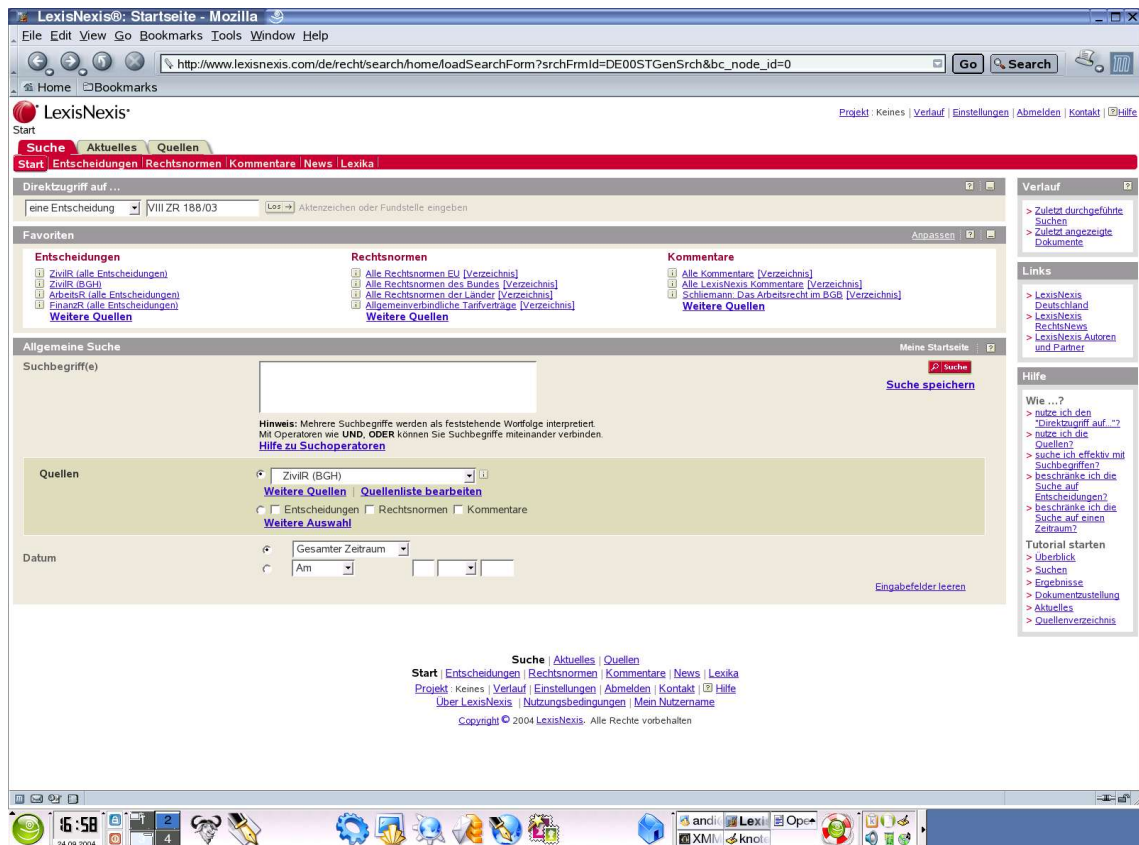 LexisNexis®: Startseite - Mozilla
File Edit View Go Bookmarks Tools Window Help
http://www.lexisnexis.com/de/recht/search/home/loadSearchForm?srchFrmId=DE00STGenSrch&bc_node_id=0 Go Search
Home Bookmarks
LexisNexis®
Projekt : Keines | Verlauf | Einstellungen | Abmelden | Kontakt | ? Hilfe
Start
Suche Aktuelles Quellen
Start Entscheidungen Rechtsnormen Kommentare News Lexika
Direktzugriff auf ...
eine Entscheidung VIII ZR 188/03 Los → Aktenzeichen oder Fundstelle eingeben
Favoriten Anpassen
Entscheidungen
ZivilR (alle Entscheidungen)
ZivilR (BGH)
ArbeitsR (alle Entscheidungen)
FinanzR (alle Entscheidungen)
Weitere Quellen
Rechtsnormen
Alle Rechtsnormen EU [Verzeichnis]
Alle Rechtsnormen des Bundes [Verzeichnis]
Alle Rechtsnormen der Länder [Verzeichnis]
Allgemeinverbindliche Tarifverträge [Verzeichnis]
Weitere Quellen
Kommentare
Alle Kommentare [Verzeichnis]
Alle LexisNexis Kommentare [Verzeichnis]
Schliemann: Das Arbeitsrecht im BGB [Verzeichnis]
Weitere Quellen
Allgemeine Suche Meine Startseite
Suchbegriff(e)
Suche
Suche speichern
Hinweis: Mehrere Suchbegriffe werden als feststehende Wortfolge interpretiert.
Mit Operatoren wie UND, ODER können Sie Suchbegriffe miteinander verbinden.
Hilfe zu Suchoperatoren
Quellen ZivilR (BGH)
Weitere Quellen | Quellenliste bearbeiten
Entscheidungen Rechtsnormen Kommentare
Weitere Auswahl
Datum
Gesamter Zeitraum
Am
Eingabefelder leeren
Verlauf
> Zuletzt durchgeführte
Suchen
> Zuletzt angezeigte
Dokumente
Links
> LexisNexis
Deutschland
> LexisNexis
RechtsNews
> LexisNexis Autoren
und Partner
Hilfe
Wie ...?
> nutze ich den
"Direktzugriff auf..."?
> nutze ich die
Quellen?
> suche ich effektiv mit
Suchbegriffen?
> beschränke ich die
Suche auf
Entscheidungen?
> beschränke ich die
Suche auf einen
Zeitraum?
Tutorial starten
> Überblick
> Suchen
> Ergebnisse
> Dokumentzustellung
> Aktuelles
> Quellenverzeichnis
Suche | Aktuelles | Quellen
Start | Entscheidungen | Rechtsnormen | Kommentare | News | Lexika
Projekt : Keines | Verlauf | Einstellungen | Abmelden | Kontakt | ? Hilfe
Über LexisNexis | Nutzungsbedingungen | Mein Nutzername
Copyright © 2004 LexisNexis. Alle Rechte vorbehalten
16:58
24.09.2004
1 2
4
andi Lexi Ope
XMM knote